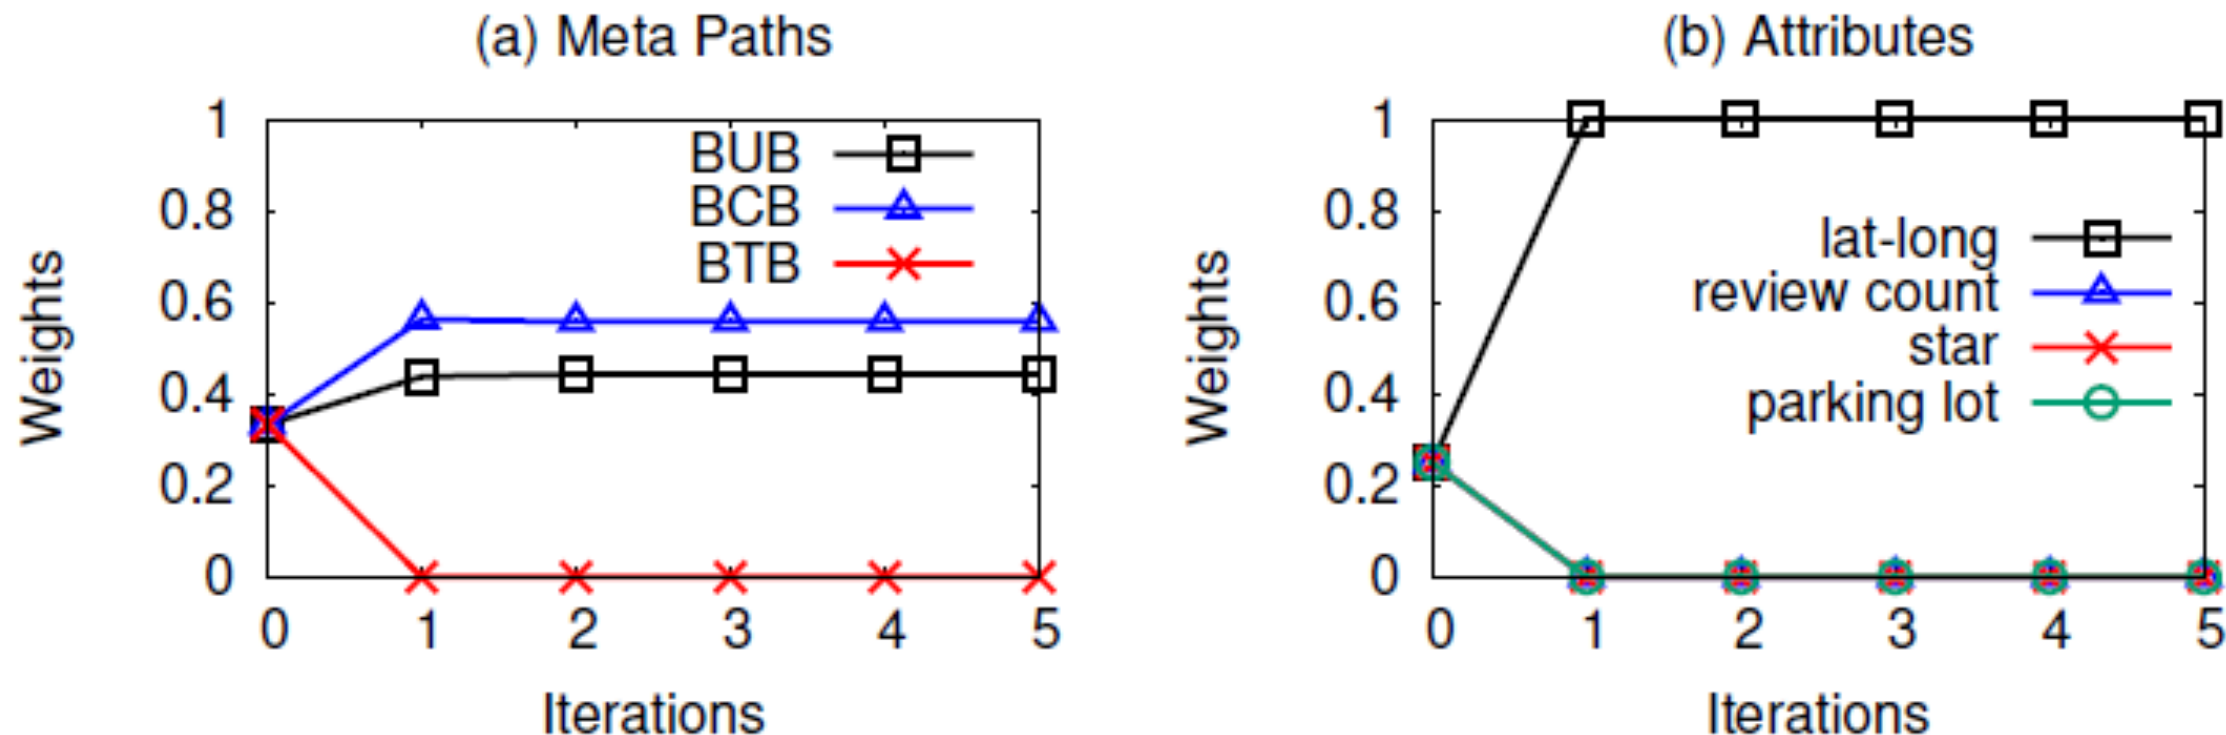 (a) Meta Paths
1
0.8
0.6
0.4
0.2
0
Weights
BUB
BCB
BTB
0 1 2 3 4 5
Iterations
(b) Attributes
1
0.8
0.6
0.4
0.2
0
Weights
lat-long
review count
star
parking lot
0 1 2 3 4 5
Iterations